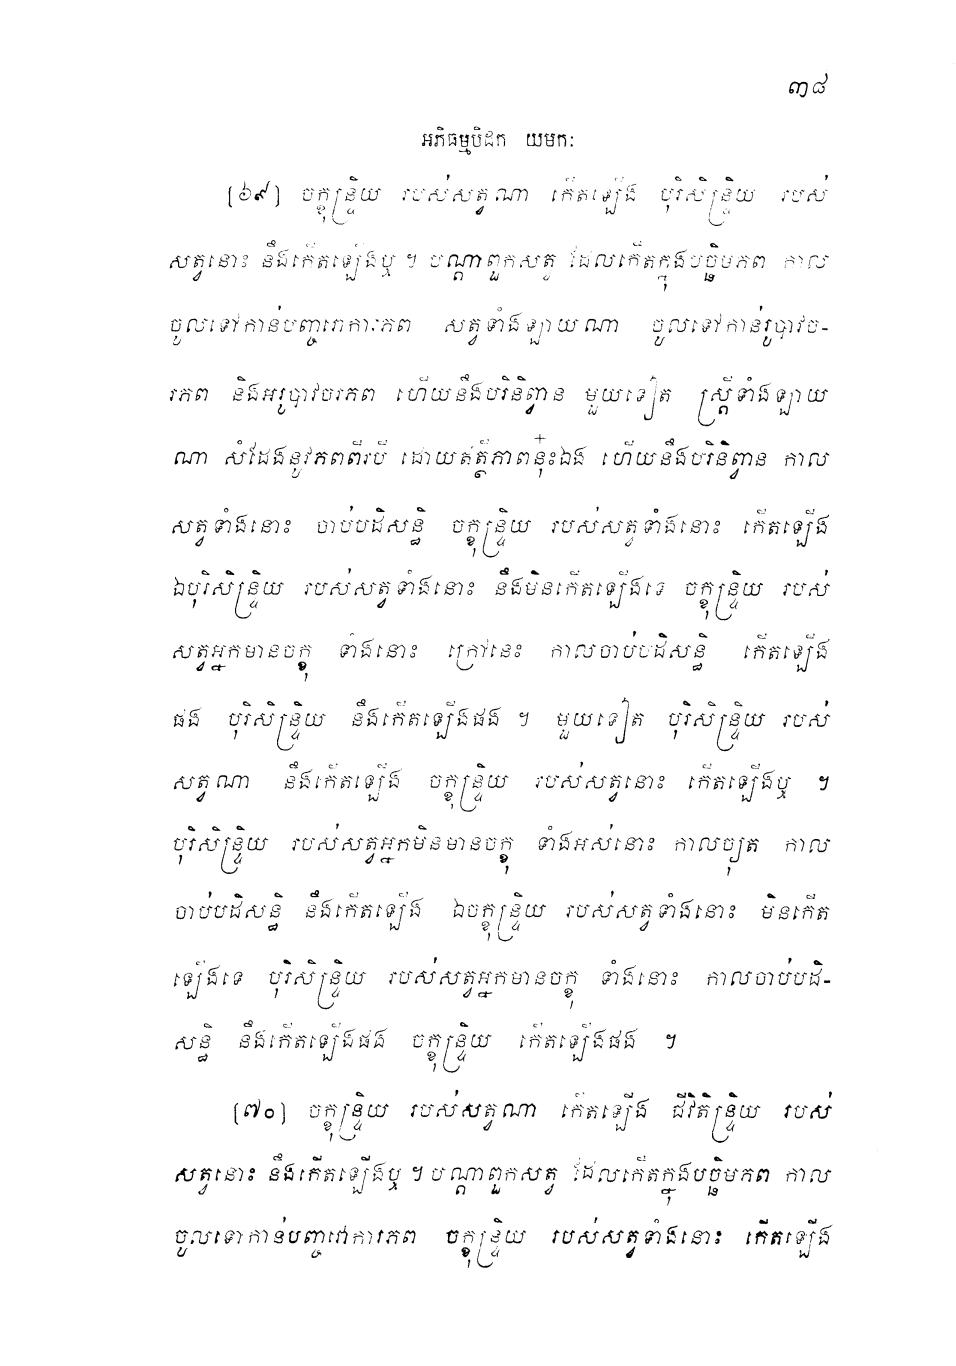 ៣៨
អភិធម្មបិដក យមកៈ
[៦៩] ចក្ខុន្ទ្រិយ របស់សត្វណា កើតឡើង បុរិសិន្ទ្រិយ របស់
សត្វនោះ នឹងកើតឡើងឬ ។ បណ្តាពួកសត្វ ដែលកើតក្នុងបច្ឆិមភព កាល
ចូលទៅកាន់បញ្ចវោការភព សត្វទាំងឡាយណា ចូលទៅកាន់រូបាវច-
រភព និងអរូបាវចរភព ហើយនឹងបរិនិព្វាន មួយទៀត ស្ត្រីទាំងឡាយ
ណា សំដែងនូវភពពីរបី ដោយឥត្ថីភាពនុ៎ះឯង ហើយនឹងបរិនិព្វាន កាល
សត្វទាំងនោះ ចាប់បដិសន្ធិ ចក្ខុន្ទ្រិយ របស់សត្វទាំងនោះ កើតឡើង
ឯបុរិសិន្ទ្រិយ របស់សត្វទាំងនោះ នឹងមិនកើតឡើងទេ ចក្ខុន្ទ្រិយ របស់
សត្វអ្នកមានចក្ខុ ទាំងនោះ ក្រៅនេះ កាលចាប់បដិសន្ធិ កើតឡើង
ផង បុរិសិន្ទ្រិយ នឹងកើតឡើងផង ។ មួយទៀត បុរិសិន្ទ្រិយ របស់
សត្វណា នឹងកើតឡើង ចក្ខុន្ទ្រិយ របស់សត្វនោះ កើតឡើងឬ ។
បុរិសិន្ទ្រិយ របស់សត្វអ្នកមិនមានចក្ខុ ទាំងអស់នោះ កាលច្យុត កាល
ចាប់បដិសន្ធិ នឹងកើតឡើង ឯចក្ខុន្ទ្រិយ របស់សត្វទាំងនោះ មិនកើត
ឡើងទេ បុរិសិន្ទ្រិយ របស់សត្វអ្នកមានចក្ខុ ទាំងនោះ កាលចាប់បដិ-
សន្ធិ នឹងកើតឡើងផង ចក្ខុន្ទ្រិយ កើតឡើងផង ។
[៧០] ចក្ខុន្ទ្រិយ របស់សត្វណា កើតឡើង ជីវិតិន្ទ្រិយ របស់
សត្វនោះ នឹងកើតឡើងឬ ។ បណ្តាពួកសត្វ ដែលកើតក្នុងបច្ឆិមភព កាល
ចូលទៅកាន់បញ្ចវោការភព ចក្ខុន្ទ្រិយ របស់សត្វទាំងនោះ កើតឡើង